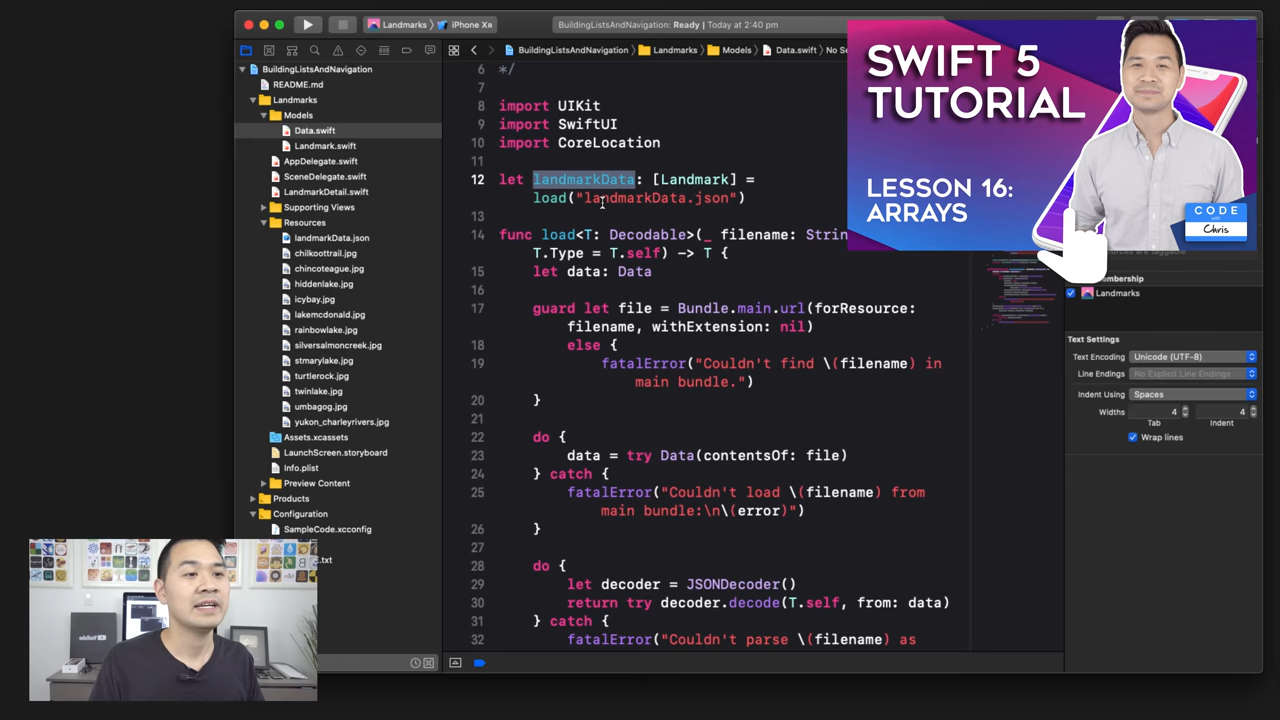 Landmarks
iPhone XR
BuildingListsAndNavigation: Ready | Today at 2:40 pm
BuildingListsAndNavigation
Landmarks
Models
Data.swift
No Se
BuildingListsAndNavigation
README.md
Landmarks
Models
Data.swift
Landmark.swift
AppDelegate.swift
SceneDelegate.swift
LandmarkDetail.swift
Supporting Views
Resources
landmarkData.json
chilkoottrail.jpg
chincoteague.jpg
hiddenlake.jpg
icybay.jpg
lakemcdonald.jpg
rainbowlake.jpg
silversalmoncreek.jpg
stmarylake.jpg
turtlerock.jpg
twinlake.jpg
umbagog.jpg
yukon_charleyrivers.jpg
Assets.xcassets
LaunchScreen.storyboard
Info.plist
Preview Content
Products
Configuration
SampleCode.xcconfig
.txt
6 */
7
8 import UIKit
9 import SwiftUI
10 import CoreLocation
11
12 let landmarkData: [Landmark] =
load("landmarkData.json")
13
14 func load<T: Decodable>(_ filename: Strin
T.Type = T.self) -> T {
15 let data: Data
16
17 guard let file = Bundle.main.url(forResource:
filename, withExtension: nil)
18 else {
19 fatalError("Couldn't find \(filename) in
main bundle.")
20 }
21
22 do {
23 data = try Data(contentsOf: file)
24 } catch {
25 fatalError("Couldn't load \(filename) from
main bundle:\n\(error)")
26 }
27
28 do {
29 let decoder = JSONDecoder()
30 return try decoder.decode(T.self, from: data)
31 } catch {
32 fatalError("Couldn't parse \(filename) as
SWIFT 5
TUTORIAL
LESSON 16:
ARRAYS
CODE
with
Chris
ources are taggable
embership
Landmarks
Text Settings
Text Encoding Unicode (UTF-8)
Line Endings No Explicit Line Endings
Indent Using Spaces
Widths 4 4
Tab Indent
Wrap lines
YouTube